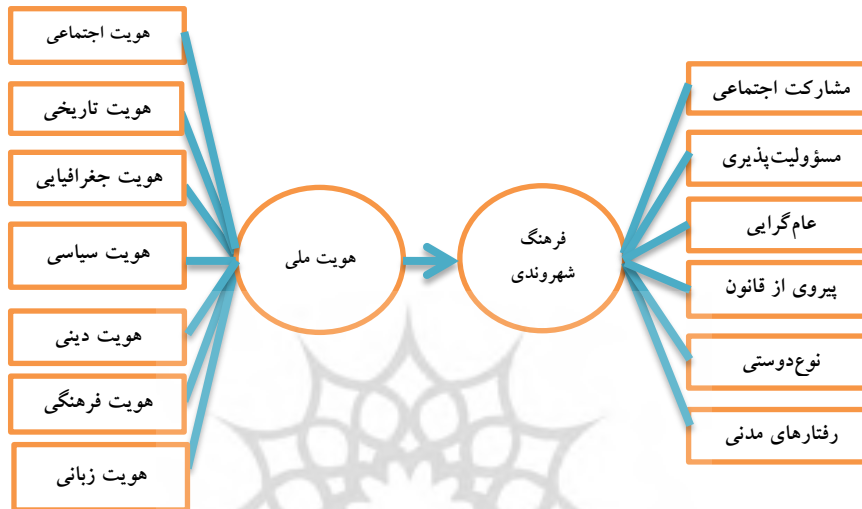 هویت اجتماعی
هویت تاریخی
هویت جغرافیایی
هویت سیاسی
هویت دینی
هویت فرهنگی
هویت زبانی
هویت ملی
فرهنگ
شهروندی
مشارکت اجتماعی
مسؤولیت‌پذیری
عام‌گرایی
پیروی از قانون
نوع‌دوستی
رفتارهای مدنی